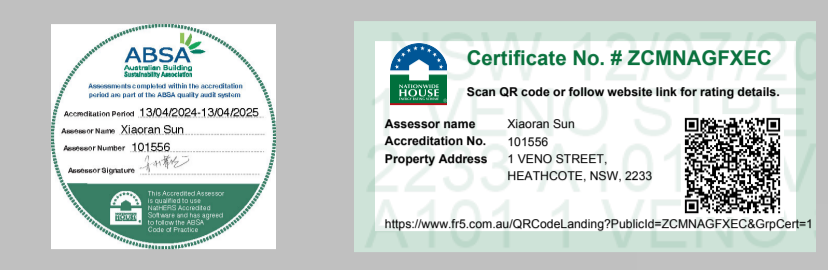 ABSA
Australian Building
Sustainability Association
Assessments completed within the accreditation
period are part of the ABSA quality audit system
Accreditation Period 13/04/2024-13/04/2025
Assessor Name Xiaoran Sun
Assessor Number 101556
Assessor Signature
This Accredited Assessor
is qualified to use
NatHERS Accredited
Software and has agreed
to follow the ABSA
Code of Practice
HOUSE
NATIONWIDE
HOUSE
ENERGY RATING SCHEME
Certificate No. # ZCMNAGFXEC
Scan QR code or follow website link for rating details.
Assessor name Xiaoran Sun
Accreditation No. 101556
Property Address 1 VENO STREET,
HEATHCOTE, NSW, 2233
https://www.fr5.com.au/QRCodeLanding?PublicId=ZCMNAGFXEC&GrpCert=1